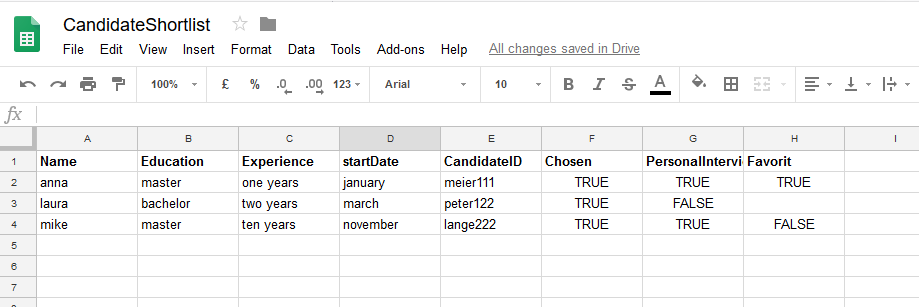 CandidateShortlist
File Edit View Insert Format Data Tools Add-ons Help All changes saved in Drive
100% £ % .0 .00 123 Arial 10 B I S A
fx
A B C D E F G H I
1 Name Education Experience startDate CandidateID Chosen PersonalIntervi Favorit
2 anna master one years january meier111 TRUE TRUE TRUE
3 laura bachelor two years march peter122 TRUE FALSE
4 mike master ten years november lange222 TRUE TRUE FALSE
5
6
7